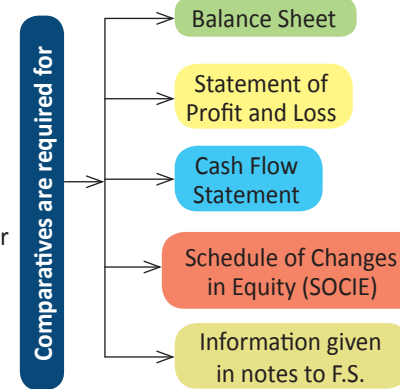 Comparatives are required for
Balance Sheet
Statement of
Profit and Loss
Cash Flow
Statement
r
Schedule of Changes
in Equity (SOCIE)
Information given
in notes to F.S.